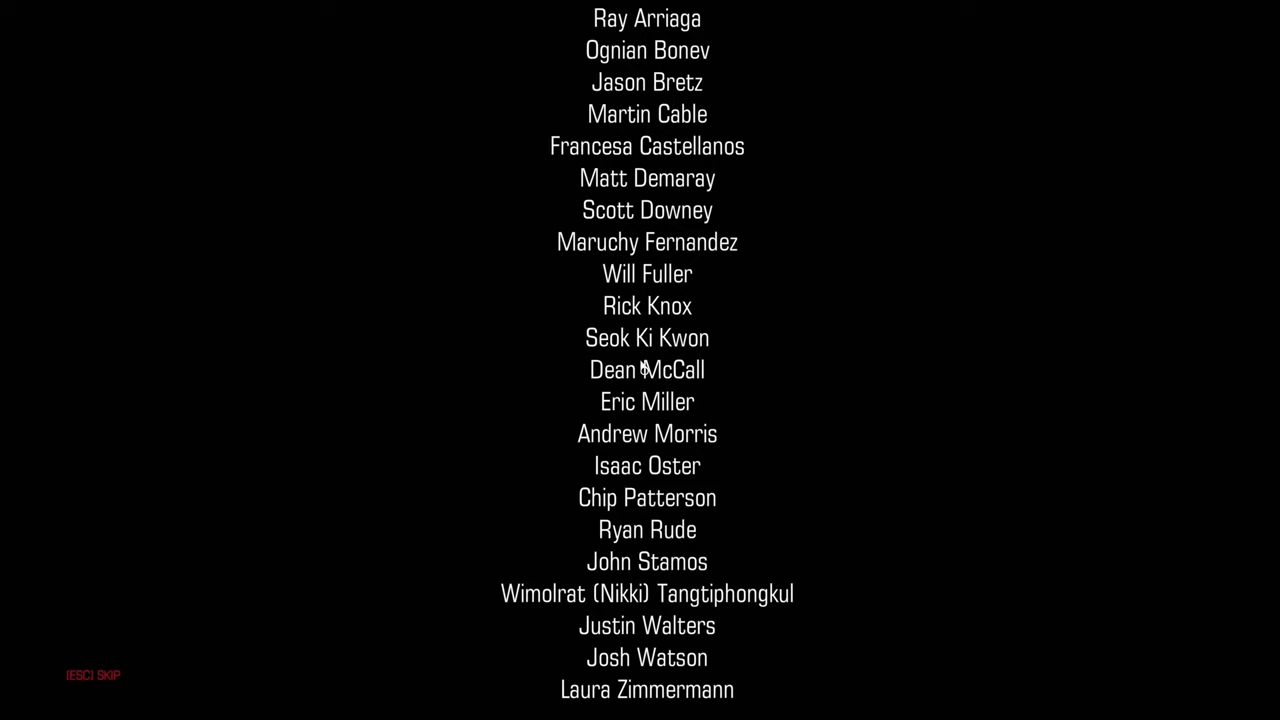 Ray Arriaga
Ognian Bonev
Jason Bretz
Martin Cable
Francesa Castellanos
Matt Demaray
Scott Downey
Maruchy Fernandez
Will Fuller
Rick Knox
Seok Ki Kwon
Dean McCall
Eric Miller
Andrew Morris
Isaac Oster
Chip Patterson
Ryan Rude
John Stamos
Wimolrat (Nikki) Tangtiphongkul
Justin Walters
Josh Watson
Laura Zimmermann
[ESC] SKIP